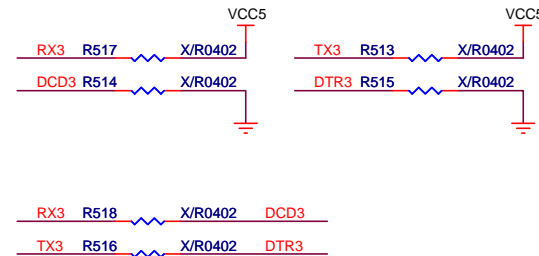 VCC5 VCC5
RX3 R517 X/R0402 TX3 R513 X/R0402
DCD3 R514 X/R0402 DTR3 R515 X/R0402
RX3 R518 X/R0402 DCD3
TX3 R516 X/R0402 DTR3